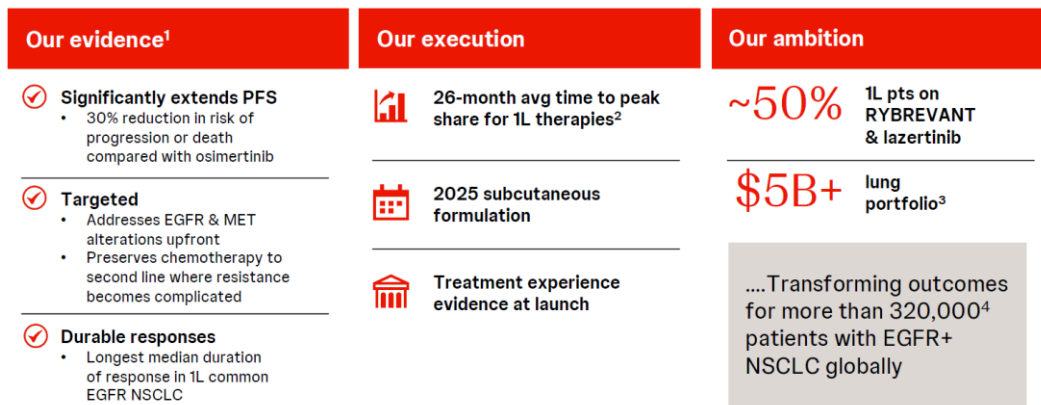 Our evidence¹
Significantly extends PFS
• 30% reduction in risk of
progression or death
compared with osimertinib
Targeted
• Addresses EGFR & MET
alterations upfront
• Preserves chemotherapy to
second line where resistance
becomes complicated
Durable responses
• Longest median duration
of response in 1L common
EGFR NSCLC
Our execution
26-month avg time to peak
share for 1L therapies²
2025 subcutaneous
formulation
Treatment experience
evidence at launch
Our ambition
~50%
1L pts on
RYBREVANT
& lazertinib
$5B+
lung
portfolio³
....Transforming outcomes
for more than 320,000⁴
patients with EGFR+
NSCLC globally